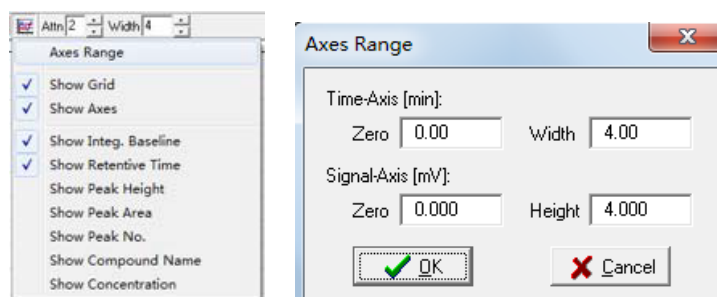 Attn 2 Width 4
Axes Range
Show Grid
Show Axes
Show Integ. Baseline
Show Retentive Time
Show Peak Height
Show Peak Area
Show Peak No.
Show Compound Name
Show Concentration
Axes Range
Time-Axis [min]:
Zero 0.00 Width 4.00
Signal-Axis [mV]:
Zero 0.000 Height 4.000
OK Cancel